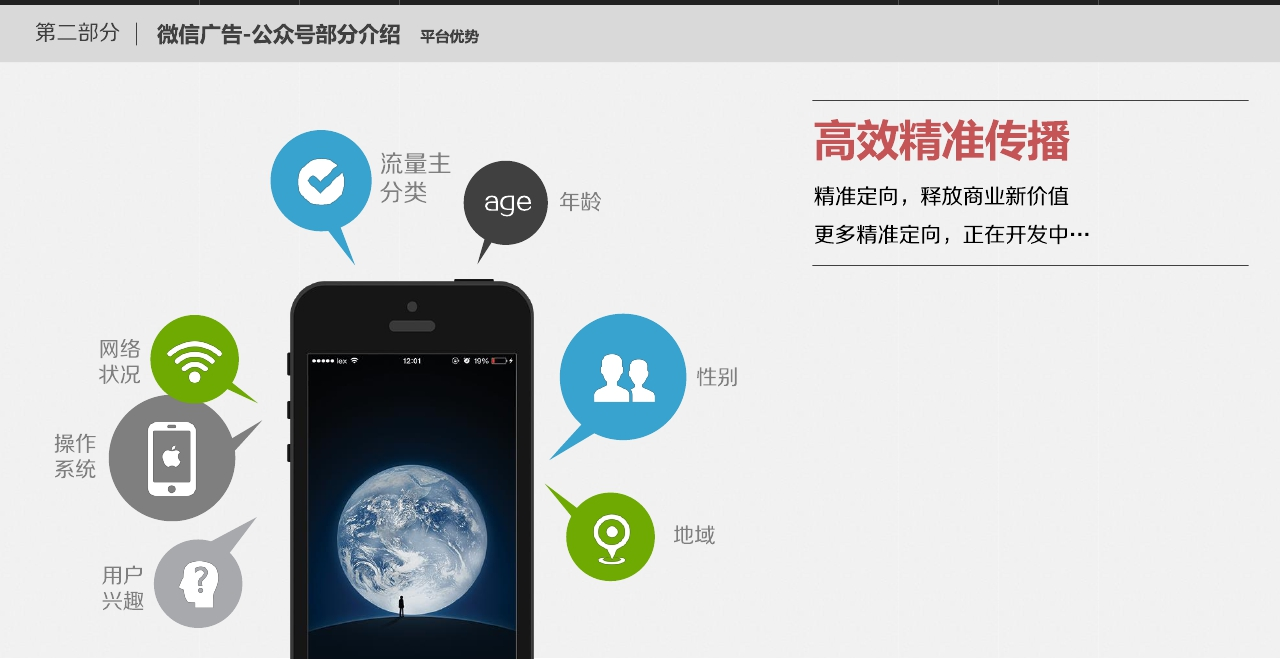 第二部分 微信广告-公众号部分介绍 平台优势
高效精准传播
精准定向，释放商业新价值
更多精准定向，正在开发中…
流量主
分类
age 年龄
网络
状况
lex 12:01 19%
性别
操作
系统
地域
用户
兴趣